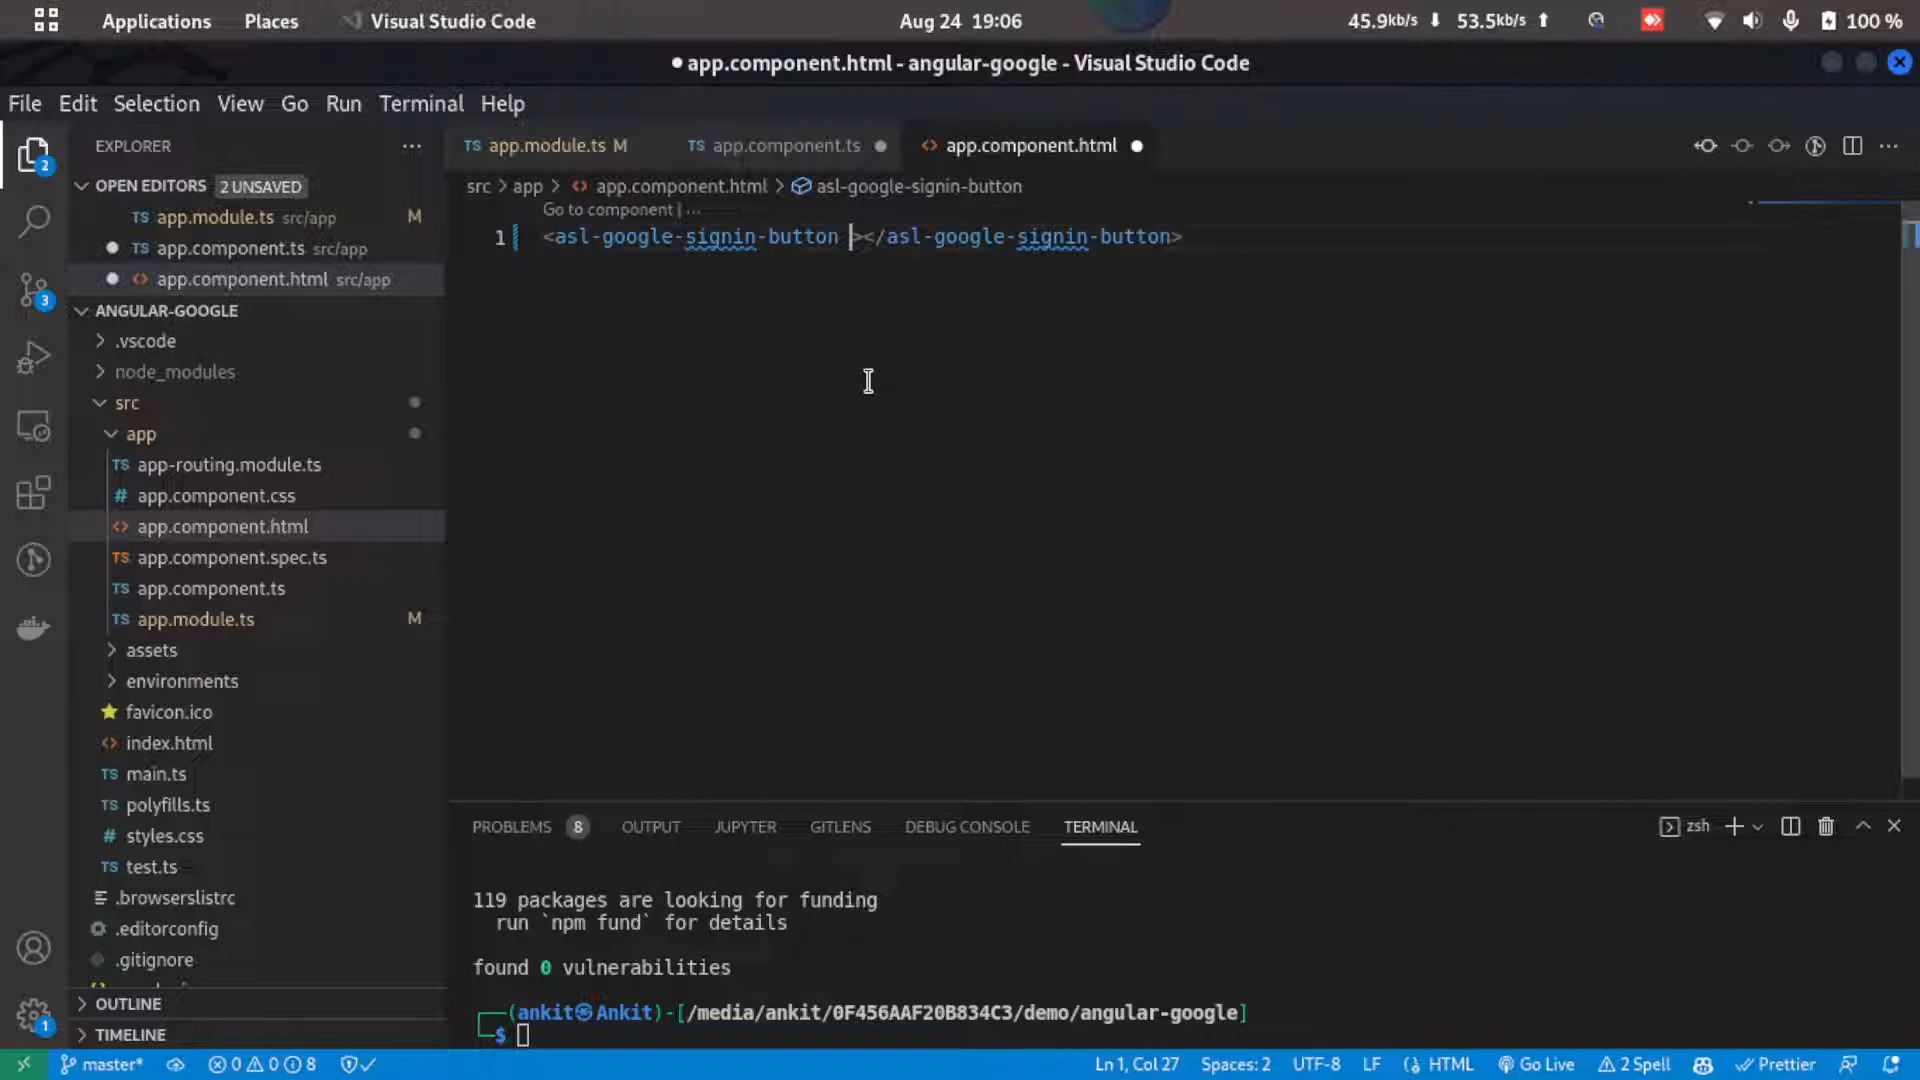 Applications Places Visual Studio Code Aug 24 19:06 45.9kb/s 53.5kb/s 100 %
app.component.html - angular-google - Visual Studio Code
File Edit Selection View Go Run Terminal Help
EXPLORER
OPEN EDITORS 2 UNSAVED
TS app.module.ts src/app M
TS app.component.ts src/app
<> app.component.html src/app
ANGULAR-GOOGLE
.vscode
node_modules
src
app
TS app-routing.module.ts
# app.component.css
<> app.component.html
TS app.component.spec.ts
TS app.component.ts
TS app.module.ts M
assets
environments
favicon.ico
<> index.html
TS main.ts
TS polyfills.ts
# styles.css
TS test.ts
.browserslistrc
.editorconfig
.gitignore
OUTLINE
TIMELINE
2
3
1
TS app.module.ts M TS app.component.ts <> app.component.html
src > app > <> app.component.html > asl-google-signin-button
Go to component | ...
1 <asl-google-signin-button ></asl-google-signin-button>
PROBLEMS 8 OUTPUT JUPYTER GITLENS DEBUG CONSOLE TERMINAL zsh
119 packages are looking for funding
run `npm fund` for details
found 0 vulnerabilities
(ankit㉿Ankit)-[/media/ankit/0F456AAF20B834C3/demo/angular-google]
$
master* 0 0 8 Ln 1, Col 27 Spaces: 2 UTF-8 LF HTML Go Live 2 Spell Prettier